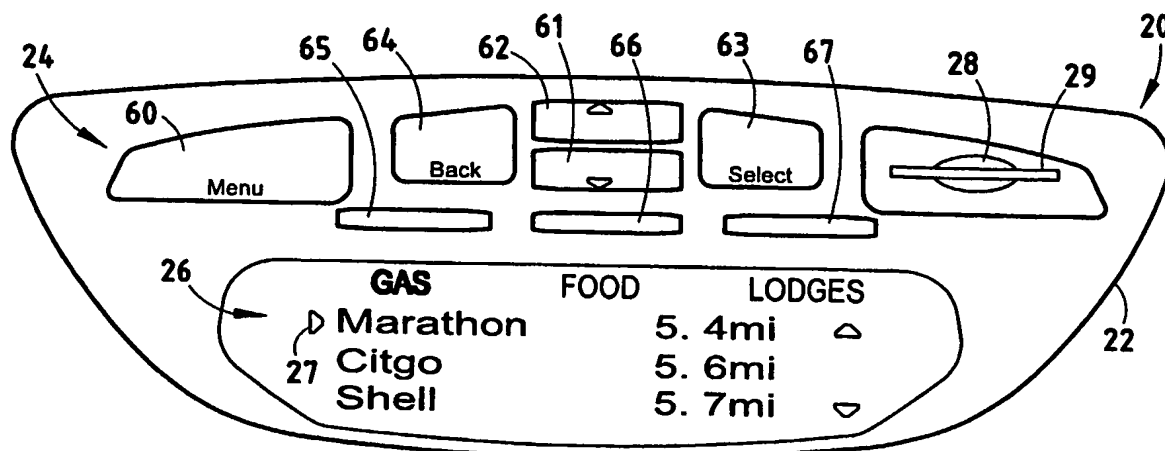 61
20
65 64 62 66 67 28 29
24
60
63
Back
Menu
Select
26
GAS FOOD LODGES
Marathon 5. 4mi
27
Citgo 5. 6mi
Shell 5. 7mi
22